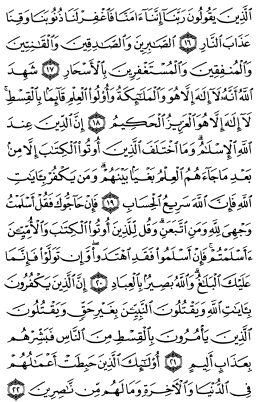 ٱلَّذِينَ يَقُولُونَ رَبَّنَآ إِنَّنَآ ءَامَنَّا فَٱغْفِرْ لَنَا ذُنُوبَنَا وَقِنَا
عَذَابَ ٱلنَّارِ ١٦ ٱلصَّٰبِرِينَ وَٱلصَّٰدِقِينَ وَٱلْقَٰنِتِينَ
وَٱلْمُنفِقِينَ وَٱلْمُسْتَغْفِرِينَ بِٱلْأَسْحَارِ ١٧ شَهِدَ
ٱللَّهُ أَنَّهُۥ لَآ إِلَٰهَ إِلَّا هُوَ وَٱلْمَلَٰٓئِكَةُ وَأُو۟لُوا۟ ٱلْعِلْمِ قَآئِمًۢا بِٱلْقِسْطِ ۚ
لَآ إِلَٰهَ إِلَّا هُوَ ٱلْعَزِيزُ ٱلْحَكِيمُ ١٨ إِنَّ ٱلدِّينَ عِندَ
ٱللَّهِ ٱلْإِسْلَٰمُ ۗ وَمَا ٱخْتَلَفَ ٱلَّذِينَ أُوتُوا۟ ٱلْكِتَٰبَ إِلَّا مِنۢ
بَعْدِ مَا جَآءَهُمُ ٱلْعِلْمُ بَغْيًۢا بَيْنَهُمْ ۗ وَمَن يَكْفُرْ بِـَٔايَٰتِ
ٱللَّهِ فَإِنَّ ٱللَّهَ سَرِيعُ ٱلْحِسَابِ ١٩ فَإِنْ حَآجُّوكَ فَقُلْ أَسْلَمْتُ
وَجْهِىَ لِلَّهِ وَمَنِ ٱتَّبَعَنِ ۗ وَقُل لِّلَّذِينَ أُوتُوا۟ ٱلْكِتَٰبَ وَٱلْأُمِّيِّـۧنَ
ءَأَسْلَمْتُمْ ۚ فَإِنْ أَسْلَمُوا۟ فَقَدِ ٱهْتَدَوا۟ ۖ وَّإِن تَوَلَّوْا۟ فَإِنَّمَا
عَلَيْكَ ٱلْبَلَٰغُ ۗ وَٱللَّهُ بَصِيرٌۢ بِٱلْعِبَادِ ٢٠ إِنَّ ٱلَّذِينَ يَكْفُرُونَ
بِـَٔايَٰتِ ٱللَّهِ وَيَقْتُلُونَ ٱلنَّبِيِّـۧنَ بِغَيْرِ حَقٍّ وَيَقْتُلُونَ
ٱلَّذِينَ يَأْمُرُونَ بِٱلْقِسْطِ مِنَ ٱلنَّاسِ فَبَشِّرْهُم
بِعَذَابٍ أَلِيمٍ ٢١ أُو۟لَٰٓئِكَ ٱلَّذِينَ حَبِطَتْ أَعْمَٰلُهُمْ
فِى ٱلدُّنْيَا وَٱلْـَٔاخِرَةِ وَمَا لَهُم مِّن نَّٰصِرِينَ ٢٢